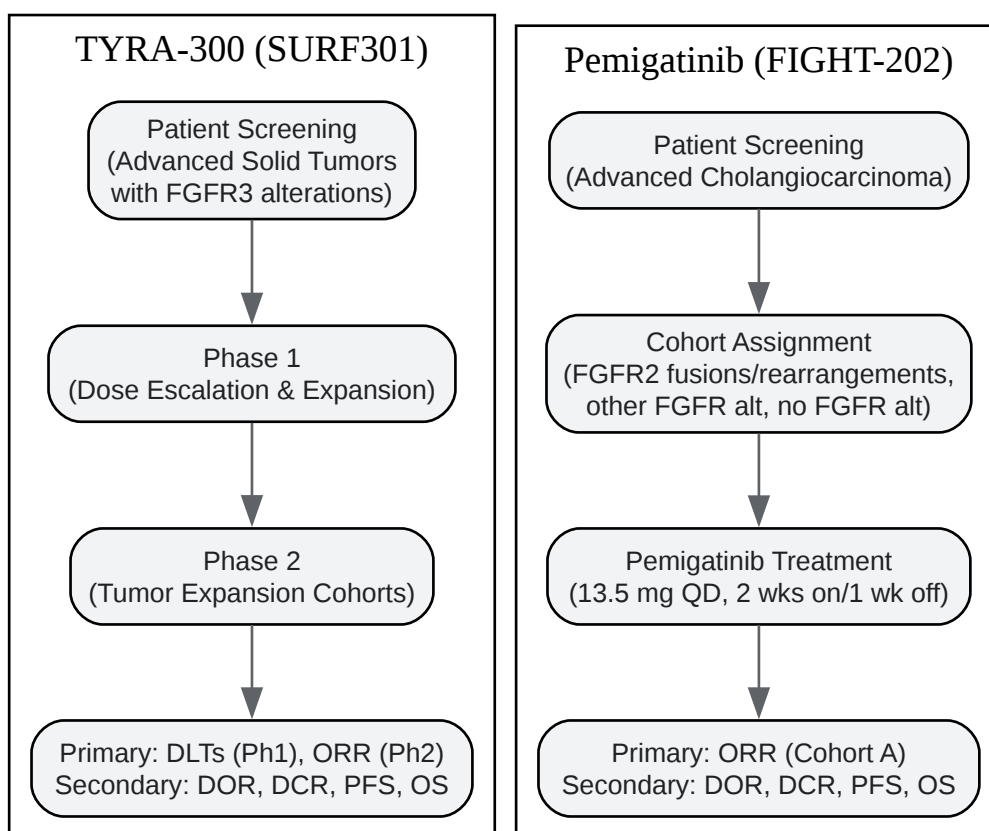 TYRA-300 (SURF301)
Patient Screening
(Advanced Solid Tumors
with FGFR3 alterations)
Phase 1
(Dose Escalation & Expansion)
Phase 2
(Tumor Expansion Cohorts)
Primary: DLTs (Ph1), ORR (Ph2)
Secondary: DOR, DCR, PFS, OS
Pemigatinib (FIGHT-202)
Patient Screening
(Advanced Cholangiocarcinoma)
Cohort Assignment
(FGFR2 fusions/rearrangements,
other FGFR alt, no FGFR alt)
Pemigatinib Treatment
(13.5 mg QD, 2 wks on/1 wk off)
Primary: ORR (Cohort A)
Secondary: DOR, DCR, PFS, OS